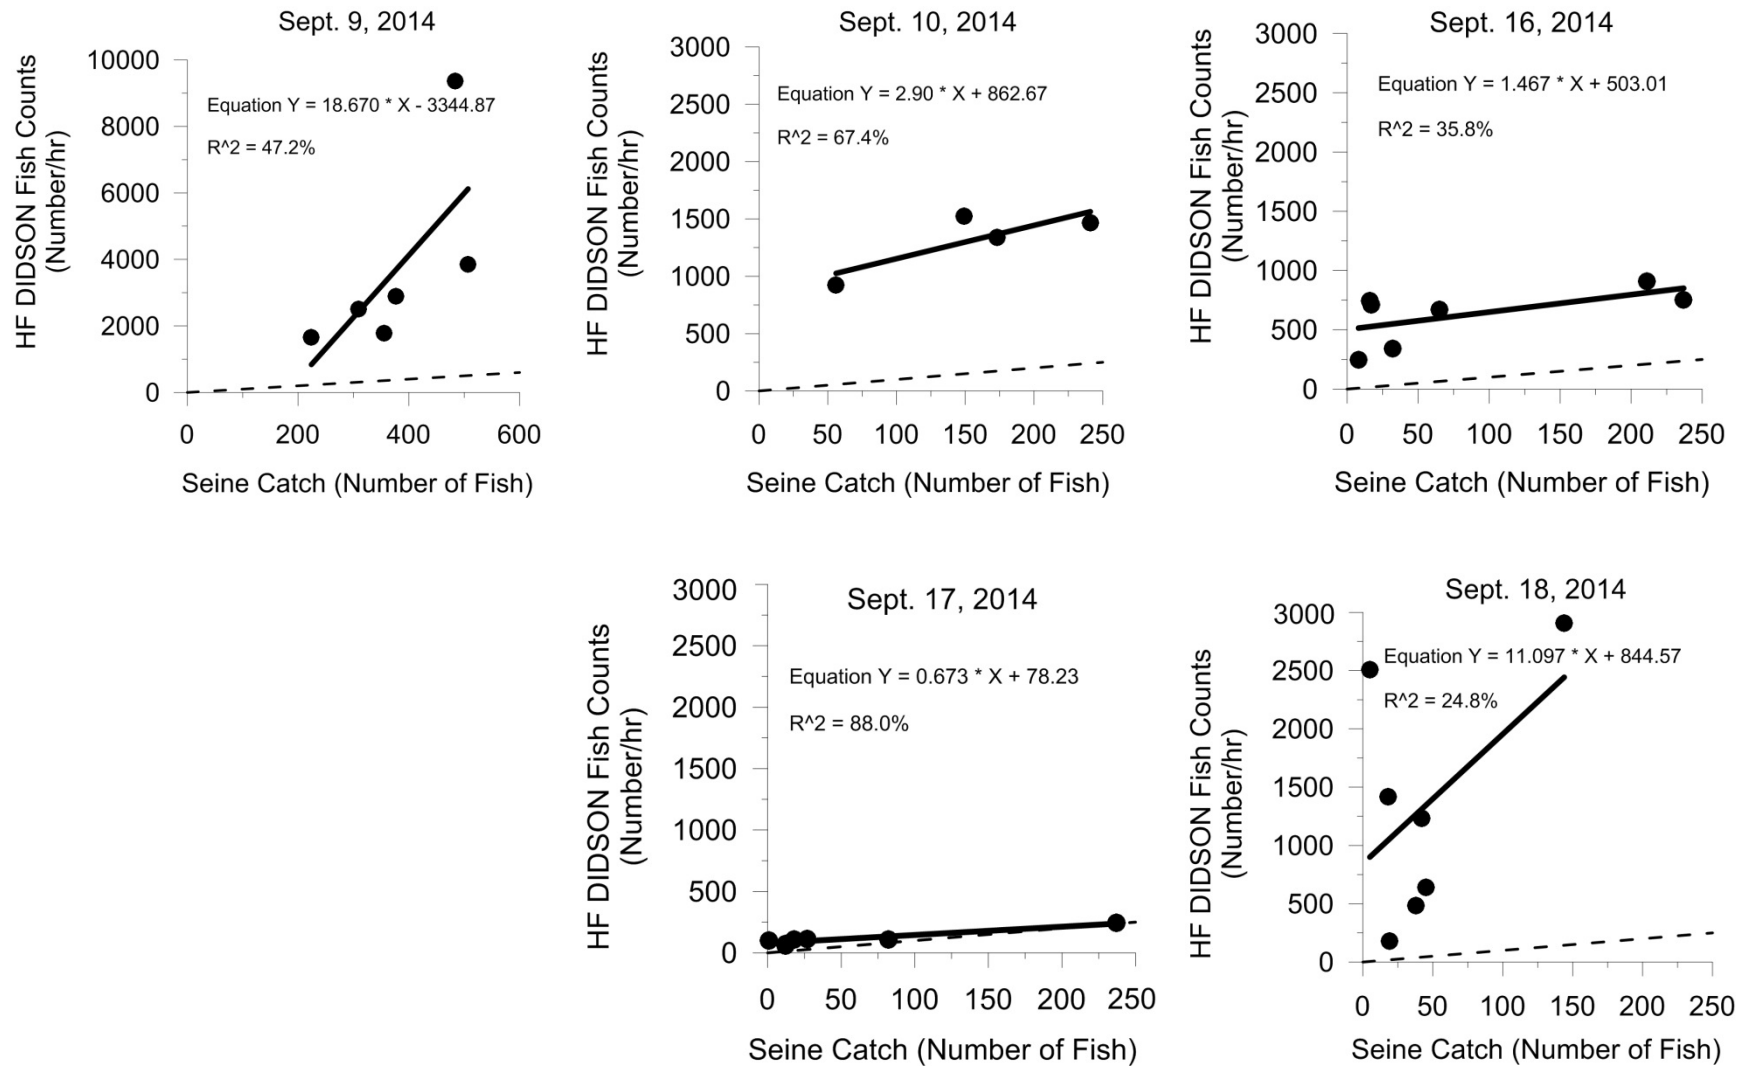 Sept. 9, 2014
HF DIDSON Fish Counts
(Number/hr)
10000
8000
6000
4000
2000
0
Equation Y = 18.670 * X - 3344.87
R^2 = 47.2%
0 200 400 600
Seine Catch (Number of Fish)
Sept. 10, 2014
HF DIDSON Fish Counts
(Number/hr)
3000
2500
2000
1500
1000
500
0
Equation Y = 2.90 * X + 862.67
R^2 = 67.4%
0 50 100 150 200 250
Seine Catch (Number of Fish)
Sept. 16, 2014
HF DIDSON Fish Counts
(Number/hr)
3000
2500
2000
1500
1000
500
0
Equation Y = 1.467 * X + 503.01
R^2 = 35.8%
0 50 100 150 200 250
Seine Catch (Number of Fish)
Sept. 17, 2014
HF DIDSON Fish Counts
(Number/hr)
3000
2500
2000
1500
1000
500
0
Equation Y = 0.673 * X + 78.23
R^2 = 88.0%
0 50 100 150 200 250
Seine Catch (Number of Fish)
Sept. 18, 2014
HF DIDSON Fish Counts
(Number/hr)
3000
2500
2000
1500
1000
500
0
Equation Y = 11.097 * X + 844.57
R^2 = 24.8%
0 50 100 150 200 250
Seine Catch (Number of Fish)